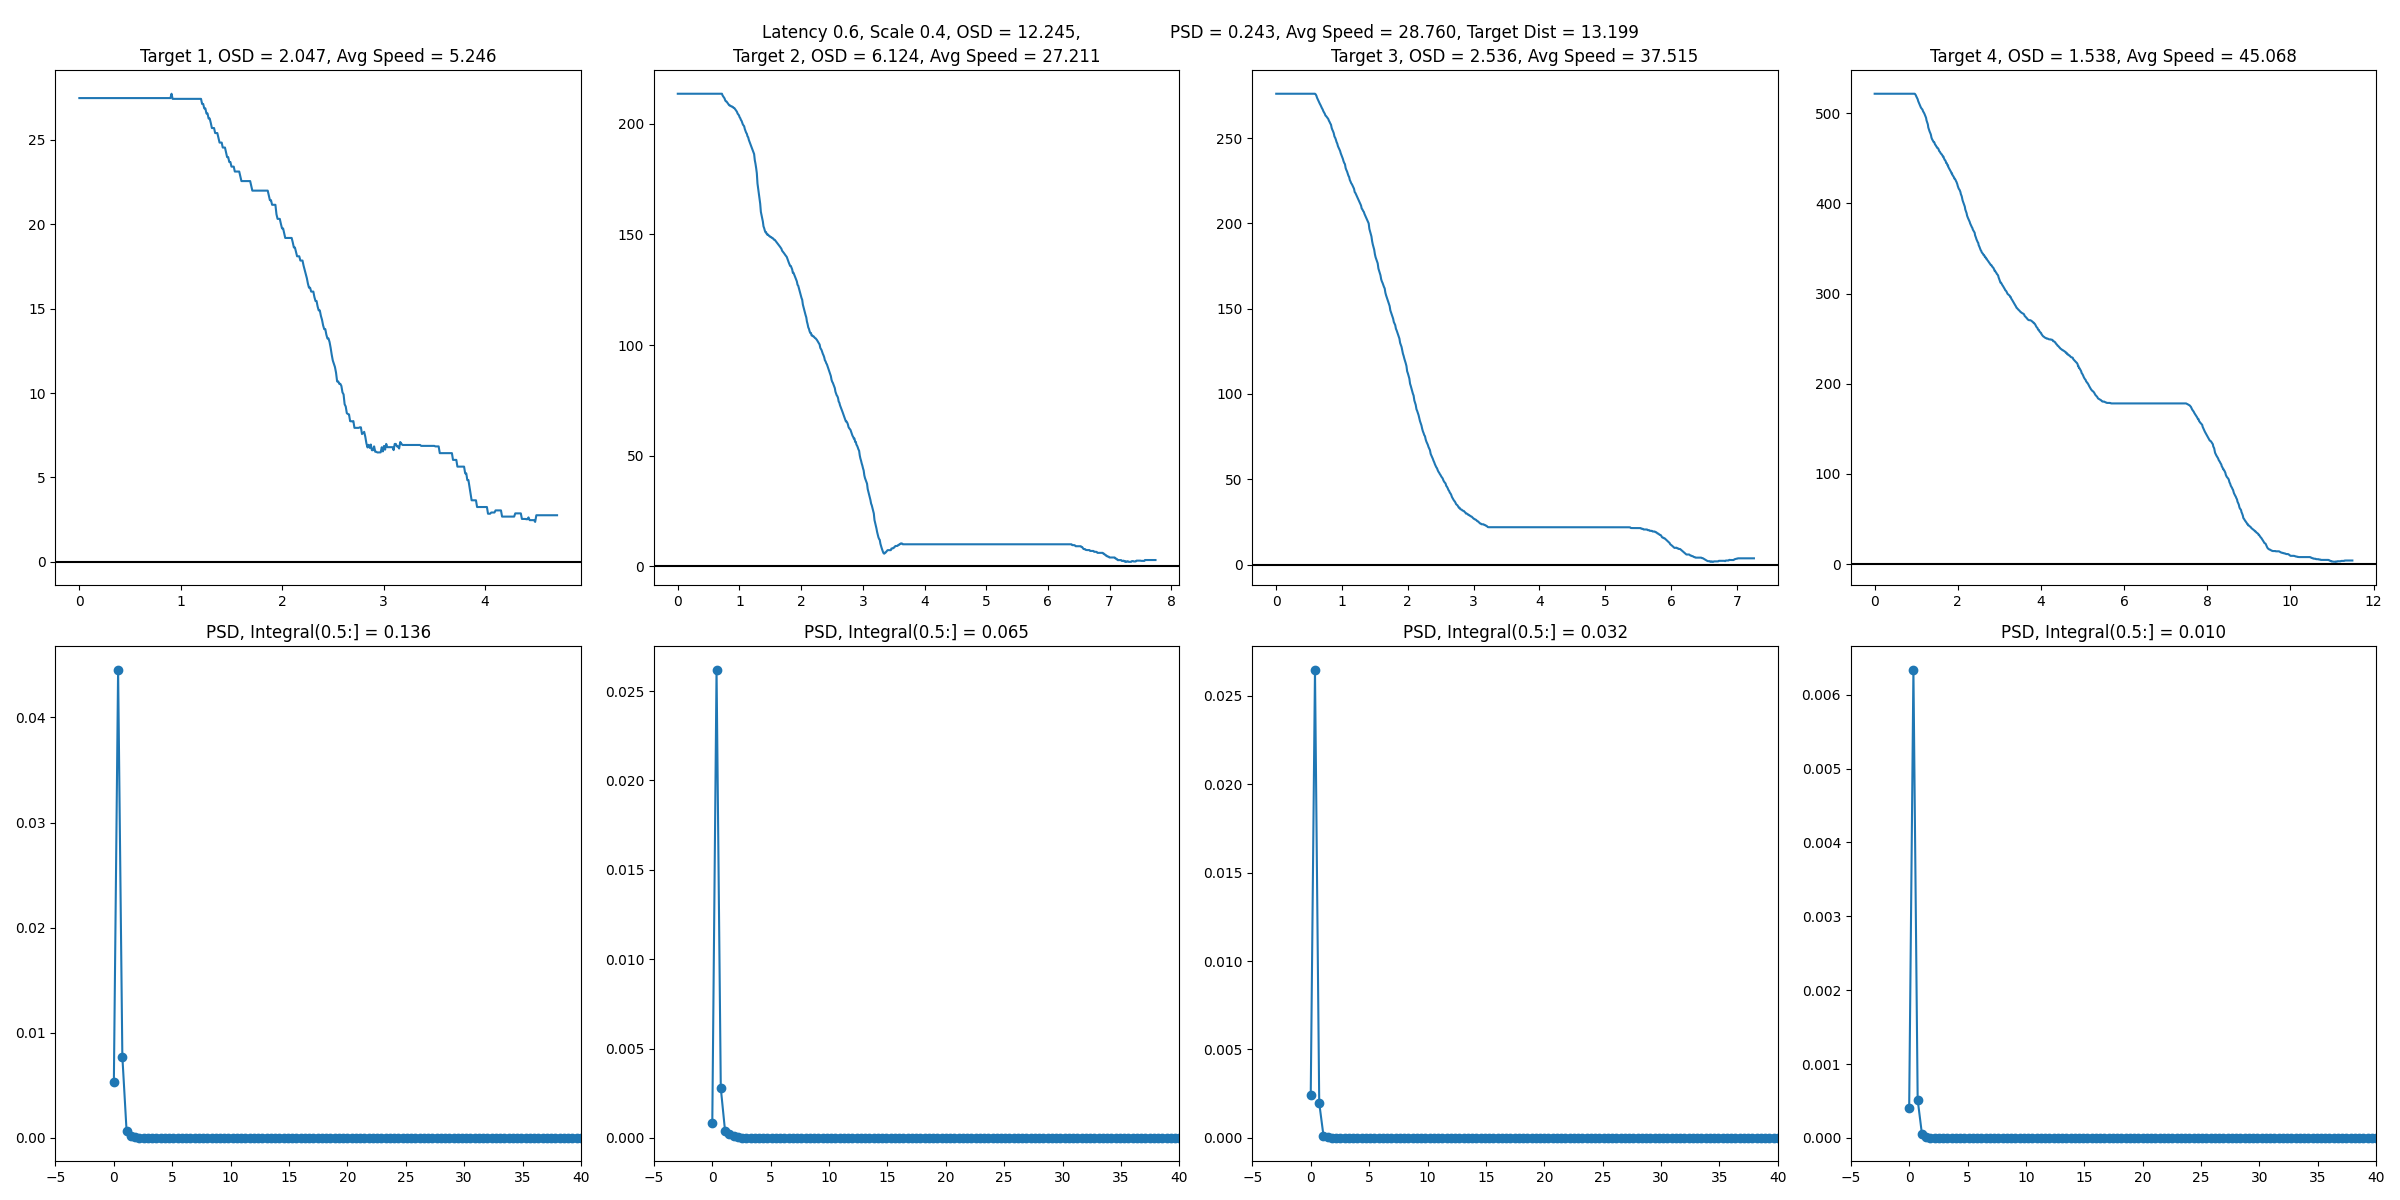 Latency 0.6, Scale 0.4, OSD = 12.245, PSD = 0.243, Avg Speed = 28.760, Target Dist = 13.199
Target 1, OSD = 2.047, Avg Speed = 5.246
25
20
15
10
5
0
0 1 2 3 4
Target 2, OSD = 6.124, Avg Speed = 27.211
200
150
100
50
0
0 1 2 3 4 5 6 7 8
Target 3, OSD = 2.536, Avg Speed = 37.515
250
200
150
100
50
0
0 1 2 3 4 5 6 7
Target 4, OSD = 1.538, Avg Speed = 45.068
500
400
300
200
100
0
0 2 4 6 8 10 12
PSD, Integral(0.5:] = 0.136
0.04
0.03
0.02
0.01
0.00
−5 0 5 10 15 20 25 30 35 40
PSD, Integral(0.5:] = 0.065
0.025
0.020
0.015
0.010
0.005
0.000
−5 0 5 10 15 20 25 30 35 40
PSD, Integral(0.5:] = 0.032
0.025
0.020
0.015
0.010
0.005
0.000
−5 0 5 10 15 20 25 30 35 40
PSD, Integral(0.5:] = 0.010
0.006
0.005
0.004
0.003
0.002
0.001
0.000
−5 0 5 10 15 20 25 30 35 40